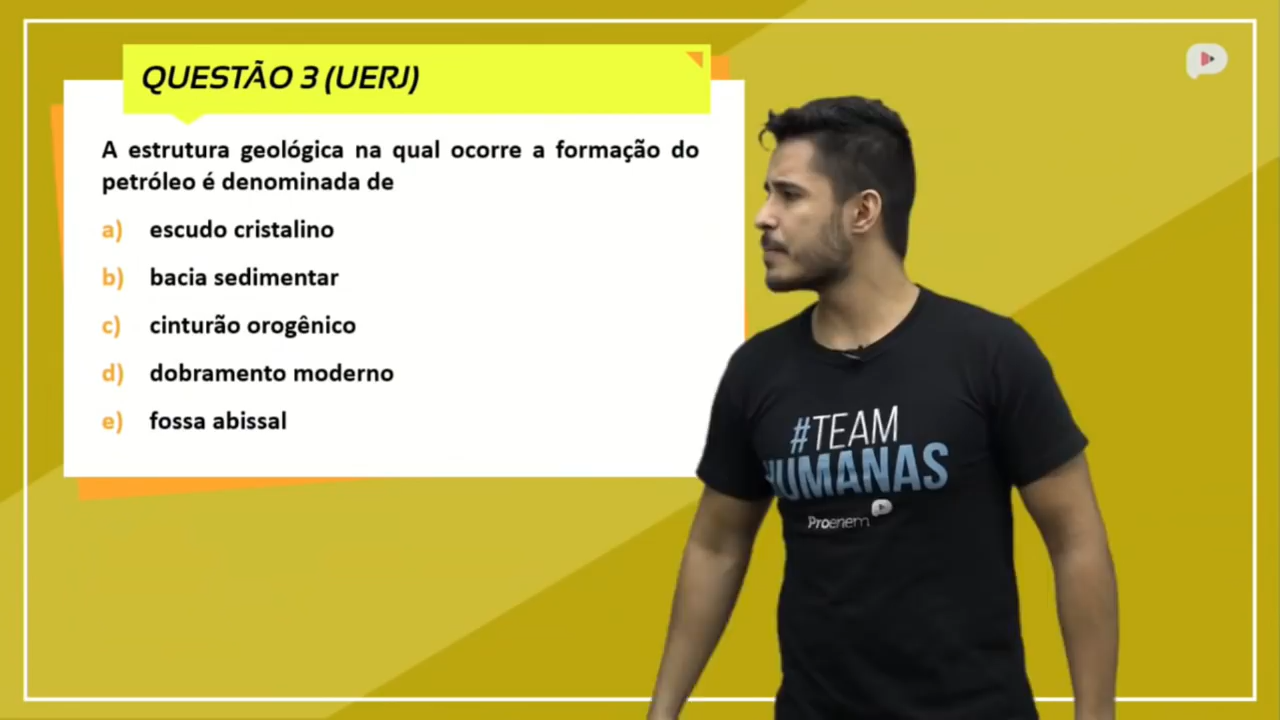 QUESTÃO 3 (UERJ)
A estrutura geológica na qual ocorre a formação do
petróleo é denominada de
a) escudo cristalino
b) bacia sedimentar
c) cinturão orogênico
d) dobramento moderno
e) fossa abissal
#TEAM
HUMANAS
Proenem